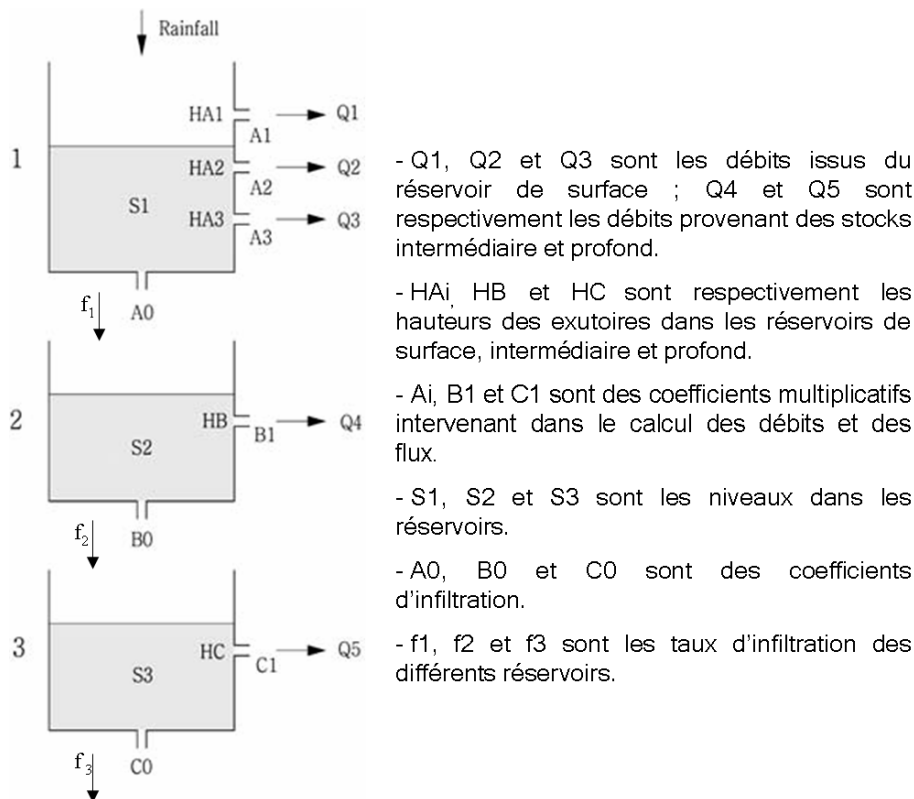 Rainfall
HA1
A1
Q1
1
HA2
A2
Q2
S1
HA3
A3
Q3
f1
A0
2
HB
B1
Q4
S2
f2
B0
3
HC
C1
Q5
S3
f3
C0
- Q1, Q2 et Q3 sont les débits issus du
réservoir de surface ; Q4 et Q5 sont
respectivement les débits provenant des stocks
intermédiaire et profond.
- HAi, HB et HC sont respectivement les
hauteurs des exutoires dans les réservoirs de
surface, intermédiaire et profond.
- Ai, B1 et C1 sont des coefficients multiplicatifs
intervenant dans le calcul des débits et des
flux.
- S1, S2 et S3 sont les niveaux dans les
réservoirs.
- A0, B0 et C0 sont des coefficients
d'infiltration.
- f1, f2 et f3 sont les taux d'infiltration des
différents réservoirs.